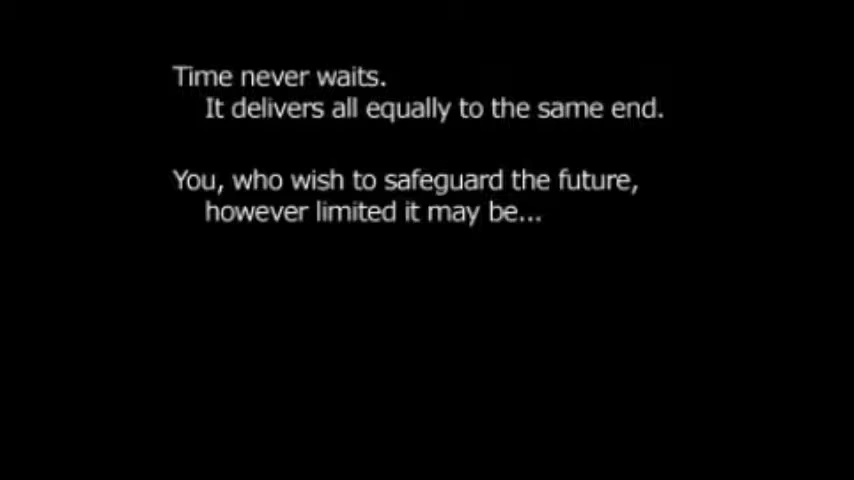 Time never waits.
It delivers all equally to the same end.
You, who wish to safeguard the future,
however limited it may be...